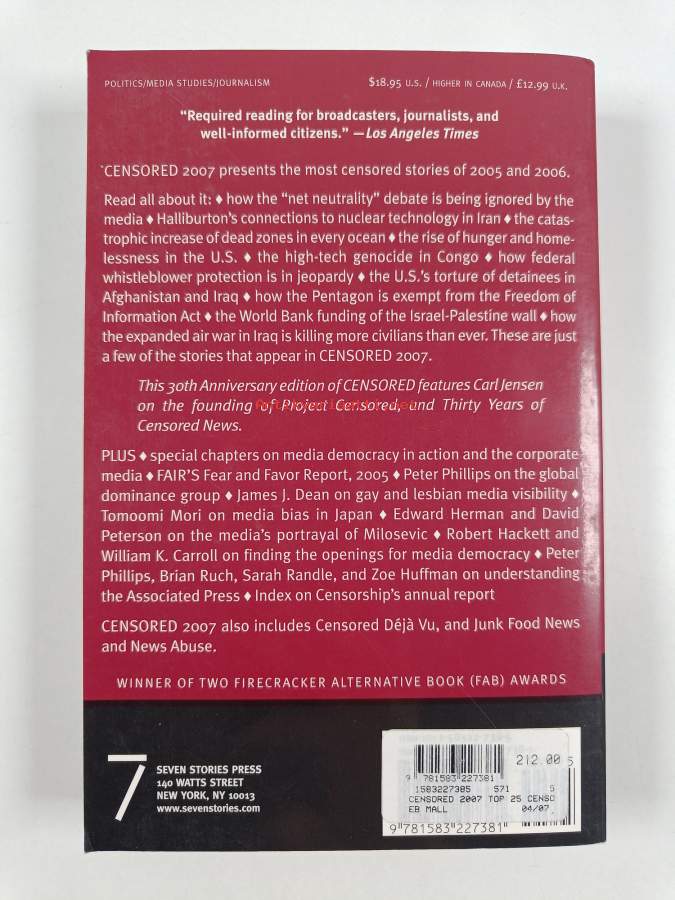 POLITICS/MEDIA STUDIES/JOURNALISM
$18.95 U.S. / HIGHER IN CANADA / £12.99 U.K.
“Required reading for broadcasters, journalists, and
well-informed citizens.” —Los Angeles Times
CENSORED 2007 presents the most censored stories of 2005 and 2006.
Read all about it: ♦ how the “net neutrality” debate is being ignored by the
media ♦ Halliburton’s connections to nuclear technology in Iran ♦ the catas-
trophic increase of dead zones in every ocean ♦ the rise of hunger and home-
lessness in the U.S. ♦ the high-tech genocide in Congo ♦ how federal
whistleblower protection is in jeopardy ♦ the U.S.’s torture of detainees in
Afghanistan and Iraq ♦ how the Pentagon is exempt from the Freedom of
Information Act ♦ the World Bank funding of the Israel-Palestine wall ♦ how
the expanded air war in Iraq is killing more civilians than ever. These are just
a few of the stories that appear in CENSORED 2007.
This 30th Anniversary edition of CENSORED features Carl Jensen
on the founding of Project Censored, and Thirty Years of
Censored News.
PLUS ♦ special chapters on media democracy in action and the corporate
media ♦ FAIR’S Fear and Favor Report, 2005 ♦ Peter Phillips on the global
dominance group ♦ James J. Dean on gay and lesbian media visibility ♦
Tomoomi Mori on media bias in Japan ♦ Edward Herman and David
Peterson on the media’s portrayal of Milosevic ♦ Robert Hackett and
William K. Carroll on finding the openings for media democracy ♦ Peter
Phillips, Brian Ruch, Sarah Randle, and Zoe Huffman on understanding
the Associated Press ♦ Index on Censorship’s annual report
CENSORED 2007 also includes Censored Déjà Vu, and Junk Food News
and News Abuse.
WINNER OF TWO FIRECRACKER ALTERNATIVE BOOK (FAB) AWARDS
7
SEVEN STORIES PRESS
140 WATTS STREET
NEW YORK, NY 10013
www.sevenstories.com
212.00
9 781583 227381
1583227385 571 5
CENSORED 2007 TOP 25 CENSO
EB MALL 04/07
9 781583 227381